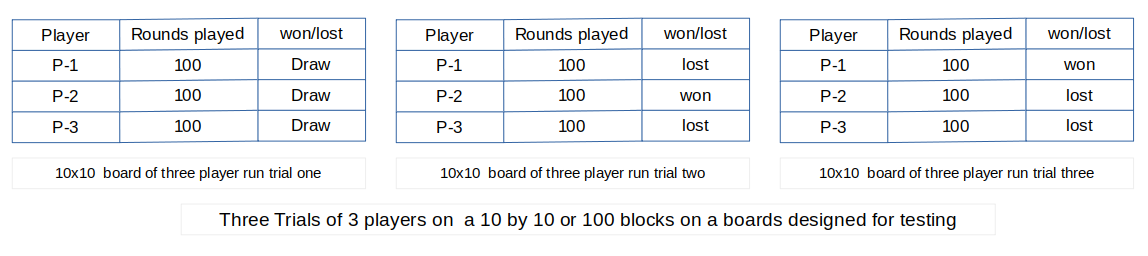 Player Rounds played won/lost
P-1 100 Draw
P-2 100 Draw
P-3 100 Draw
10x10 board of three player run trial one
Player Rounds played won/lost
P-1 100 lost
P-2 100 won
P-3 100 lost
10x10 board of three player run trial two
Player Rounds played won/lost
P-1 100 won
P-2 100 lost
P-3 100 lost
10x10 board of three player run trial three
Three Trials of 3 players on a 10 by 10 or 100 blocks on a boards designed for testing